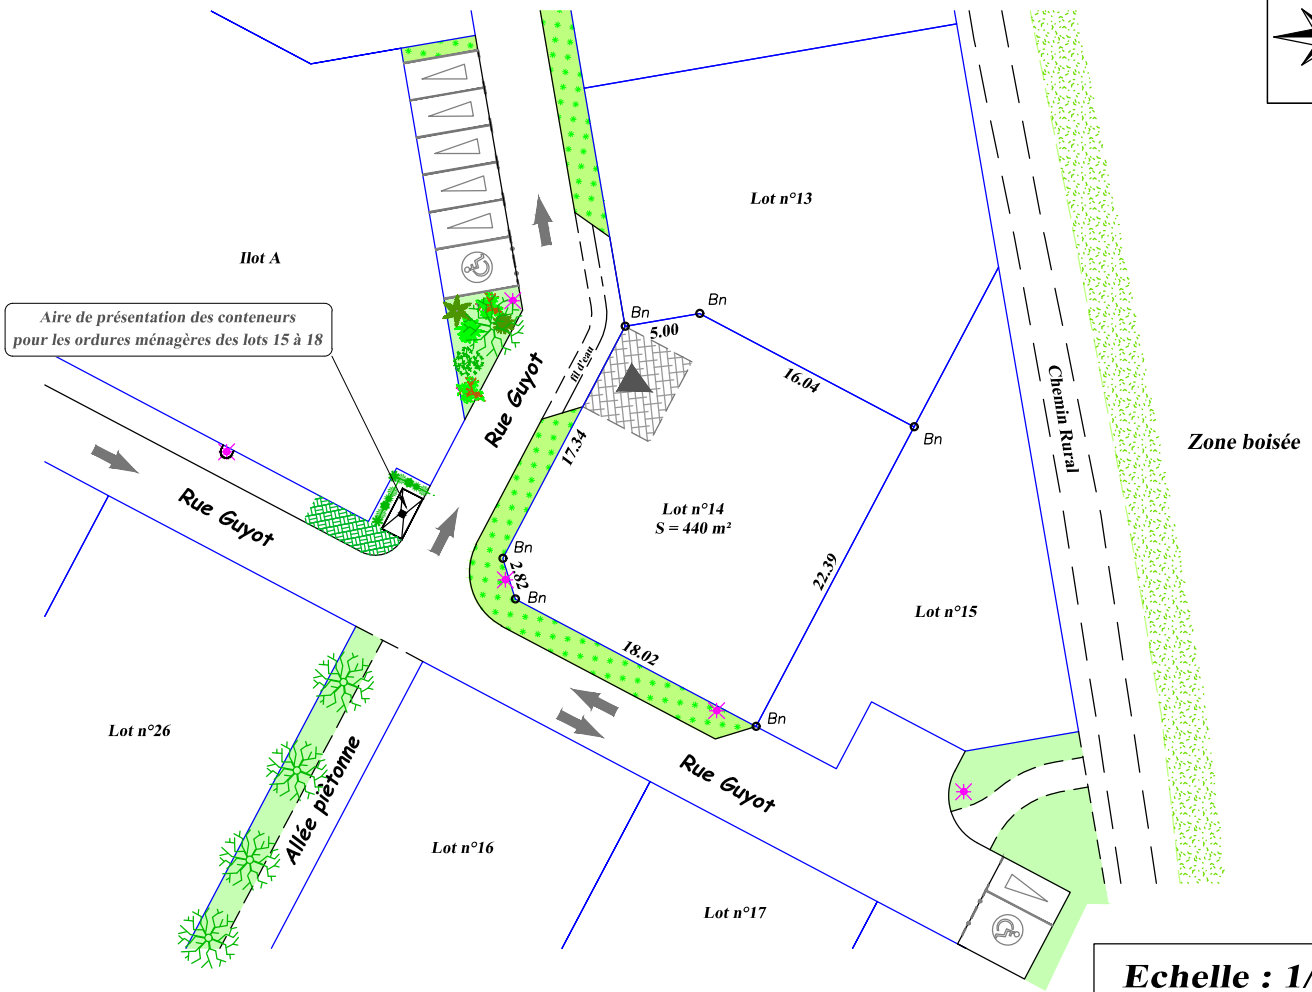 Lot n°13
Ilot A
Aire de présentation des conteneurs
pour les ordures ménagères des lots 15 à 18
Bn
Bn
5.00
16.04
fil d'eau
Rue Guyot
Chemin Rural
Zone boisée
Bn
17.34
Rue Guyot
Lot n°14
S = 440 m²
Bn
2.82
Bn
22.39
Lot n°15
18.02
Bn
Lot n°26
Allée piètonne
Rue Guyot
Lot n°16
Lot n°17
Echelle : 1/